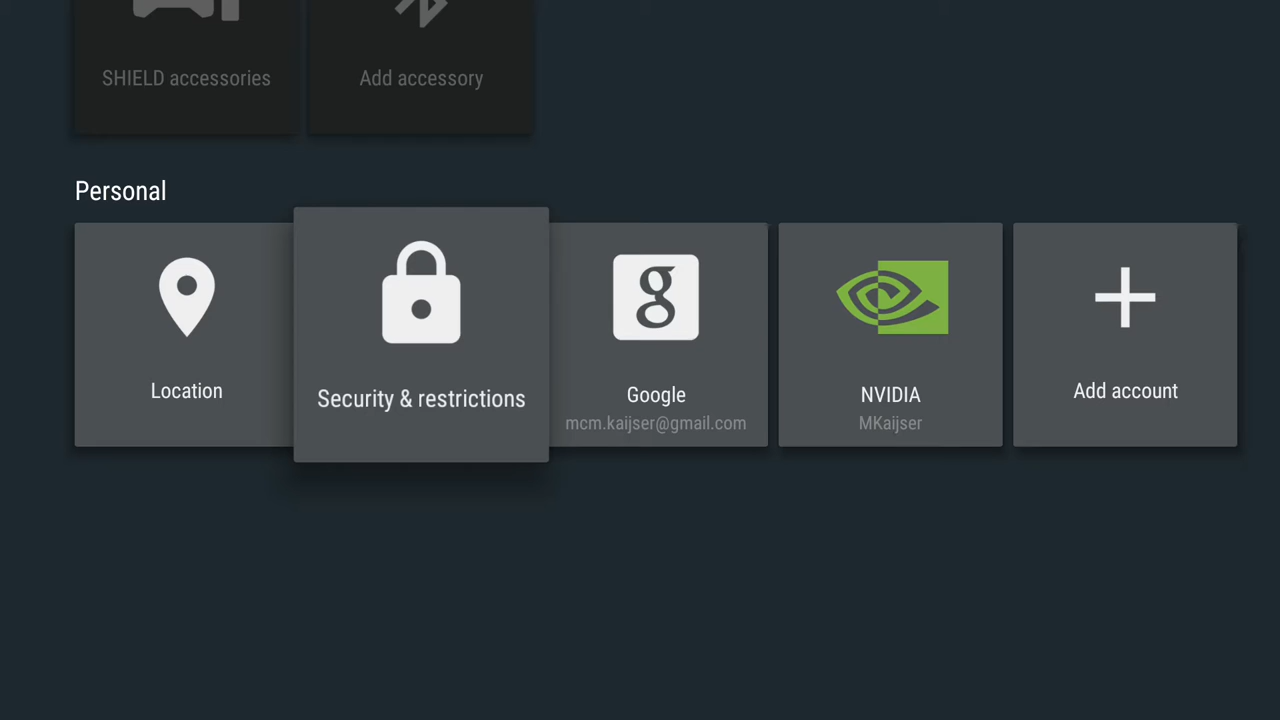 SHIELD accessories
Add accessory
Personal
Location
Security & restrictions
Google
mcm.kaijser@gmail.com
NVIDIA
MKaijser
Add account